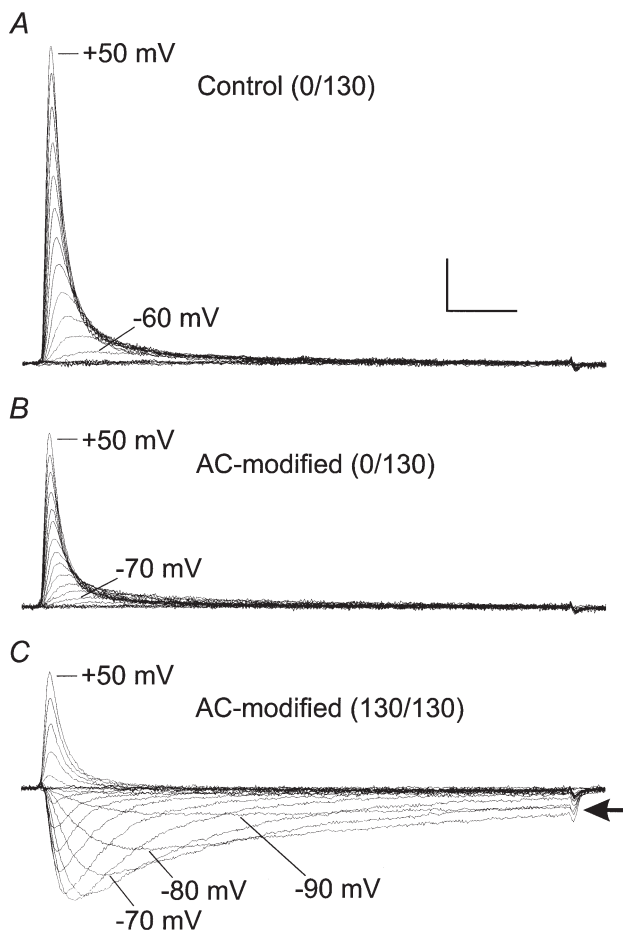 A
+50 mV
Control (0/130)
-60 mV
B
+50 mV
AC-modified (0/130)
-70 mV
C
+50 mV
AC-modified (130/130)
-90 mV
-80 mV
-70 mV